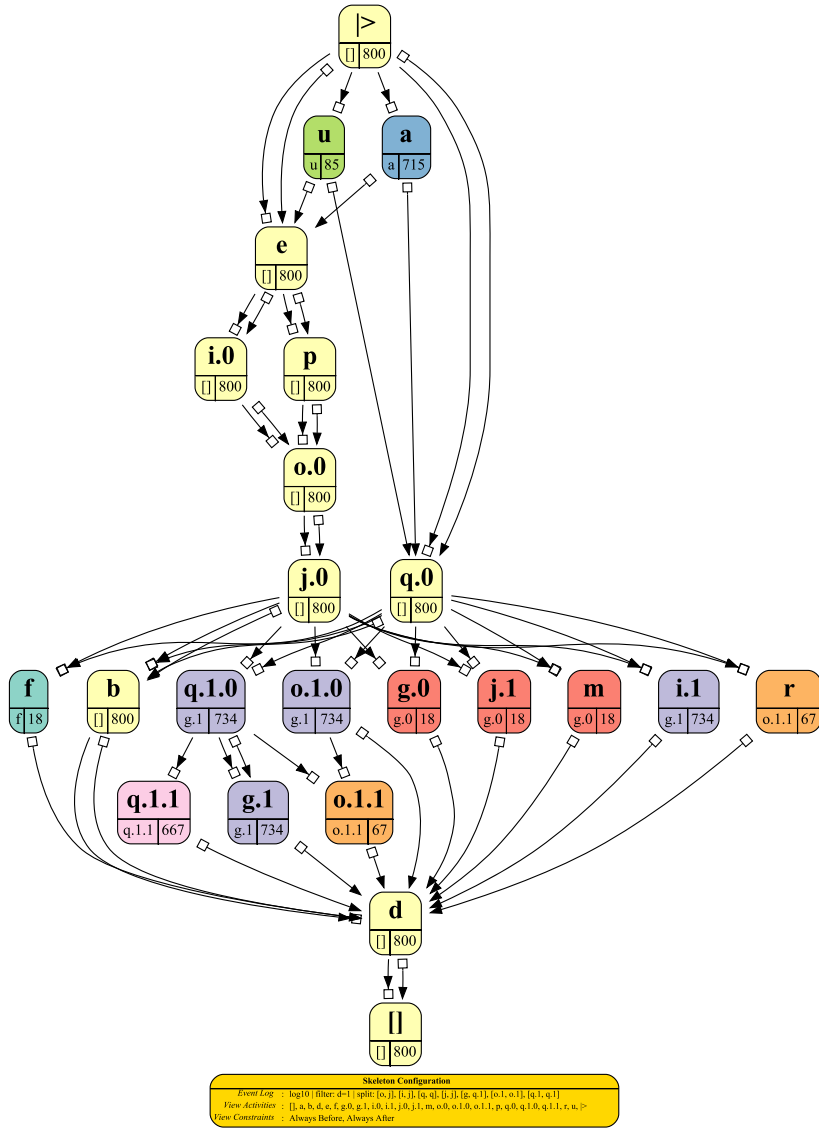 |>
[] 800
u a
u 85 a 715
e
[] 800
i.0 p
[] 800 [] 800
o.0
[] 800
j.0 q.0
[] 800 [] 800
f b q.1.0 o.1.0 g.0 j.1 m i.1 r
f 18 [] 800 g.1 734 g.1 734 g.0 18 g.0 18 g.0 18 g.1 734 o.1.1 67
q.1.1 g.1 o.1.1
q.1.1 667 g.1 734 o.1.1 67
d
[] 800
[]
[] 800
Skeleton Configuration
Event Log : log10 | filter: d=1 | split: [o, j], [i, j], [q, q], [j, j], [g, q.1], [o.1, o.1], [q.1, q.1]
View Activities : [], a, b, d, e, f, g.0, g.1, i.0, i.1, j.0, j.1, m, o.0, o.1.0, o.1.1, p, q.0, q.1.0, q.1.1, r, u, |>
View Constraints : Always Before, Always After